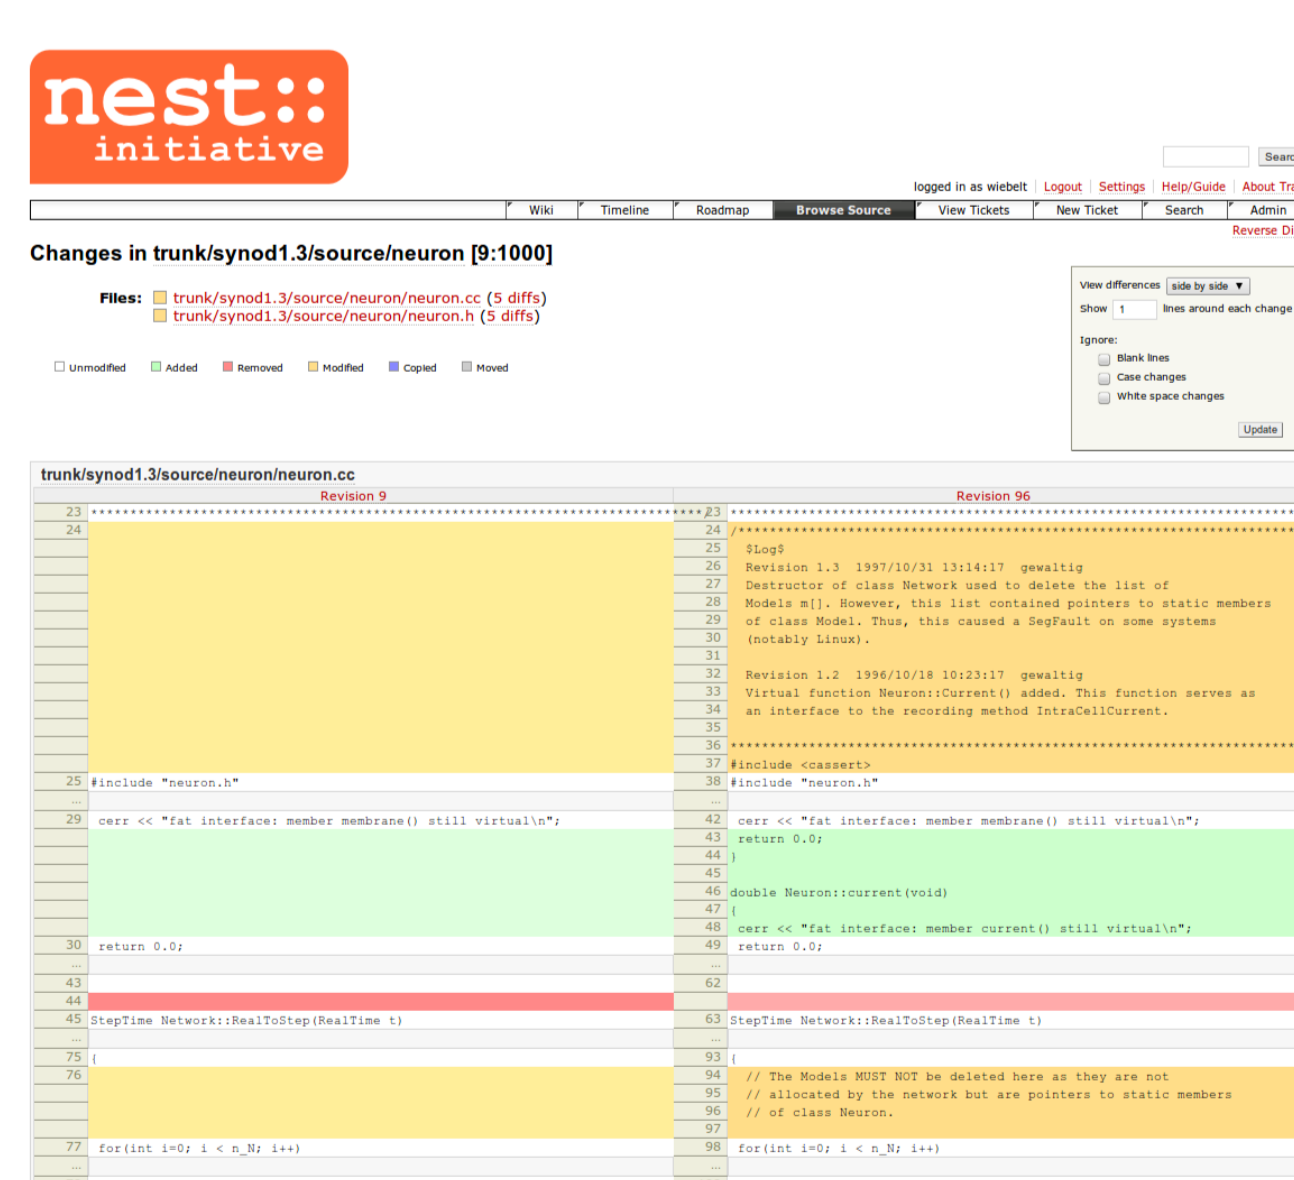 nest::
initiative
Searc
logged in as wiebelt Logout Settings Help/Guide About Tra
Wiki Timeline Roadmap Browse Source View Tickets New Ticket Search Admin
Reverse Di
Changes in trunk/synod1.3/source/neuron [9:1000]
Files: trunk/synod1.3/source/neuron/neuron.cc (5 diffs)
trunk/synod1.3/source/neuron/neuron.h (5 diffs)
View differences side by side ▼
Show 1 lines around each change
Ignore:
Blank lines
Case changes
White space changes
Update
Unmodified Added Removed Modified Copied Moved
trunk/synod1.3/source/neuron/neuron.cc
Revision 9 Revision 96
23 ******************************************************************************/ 23 ************************************************************************
24 24 /***********************************************************************
25 $Log$
26 Revision 1.3 1997/10/31 13:14:17 gewaltig
27 Destructor of class Network used to delete the list of
28 Models m[]. However, this list contained pointers to static members
29 of class Model. Thus, this caused a SegFault on some systems
30 (notably Linux).
31
32 Revision 1.2 1996/10/18 10:23:17 gewaltig
33 Virtual function Neuron::Current() added. This function serves as
34 an interface to the recording method IntraCellCurrent.
35
36 ************************************************************************
37 #include <cassert>
25 #include "neuron.h" 38 #include "neuron.h"
... ...
29 cerr << "fat interface: member membrane() still virtual\n"; 42 cerr << "fat interface: member membrane() still virtual\n";
43 return 0.0;
44 }
45
46 double Neuron::current(void)
47 {
48 cerr << "fat interface: member current() still virtual\n";
30 return 0.0; 49 return 0.0;
... ...
43 62
44
45 StepTime Network::RealToStep(RealTime t) 63 StepTime Network::RealToStep(RealTime t)
... ...
75 { 93 {
76 94 // The Models MUST NOT be deleted here as they are not
95 // allocated by the network but are pointers to static members
96 // of class Neuron.
97
77 for(int i=0; i < n_N; i++) 98 for(int i=0; i < n_N; i++)
... ...